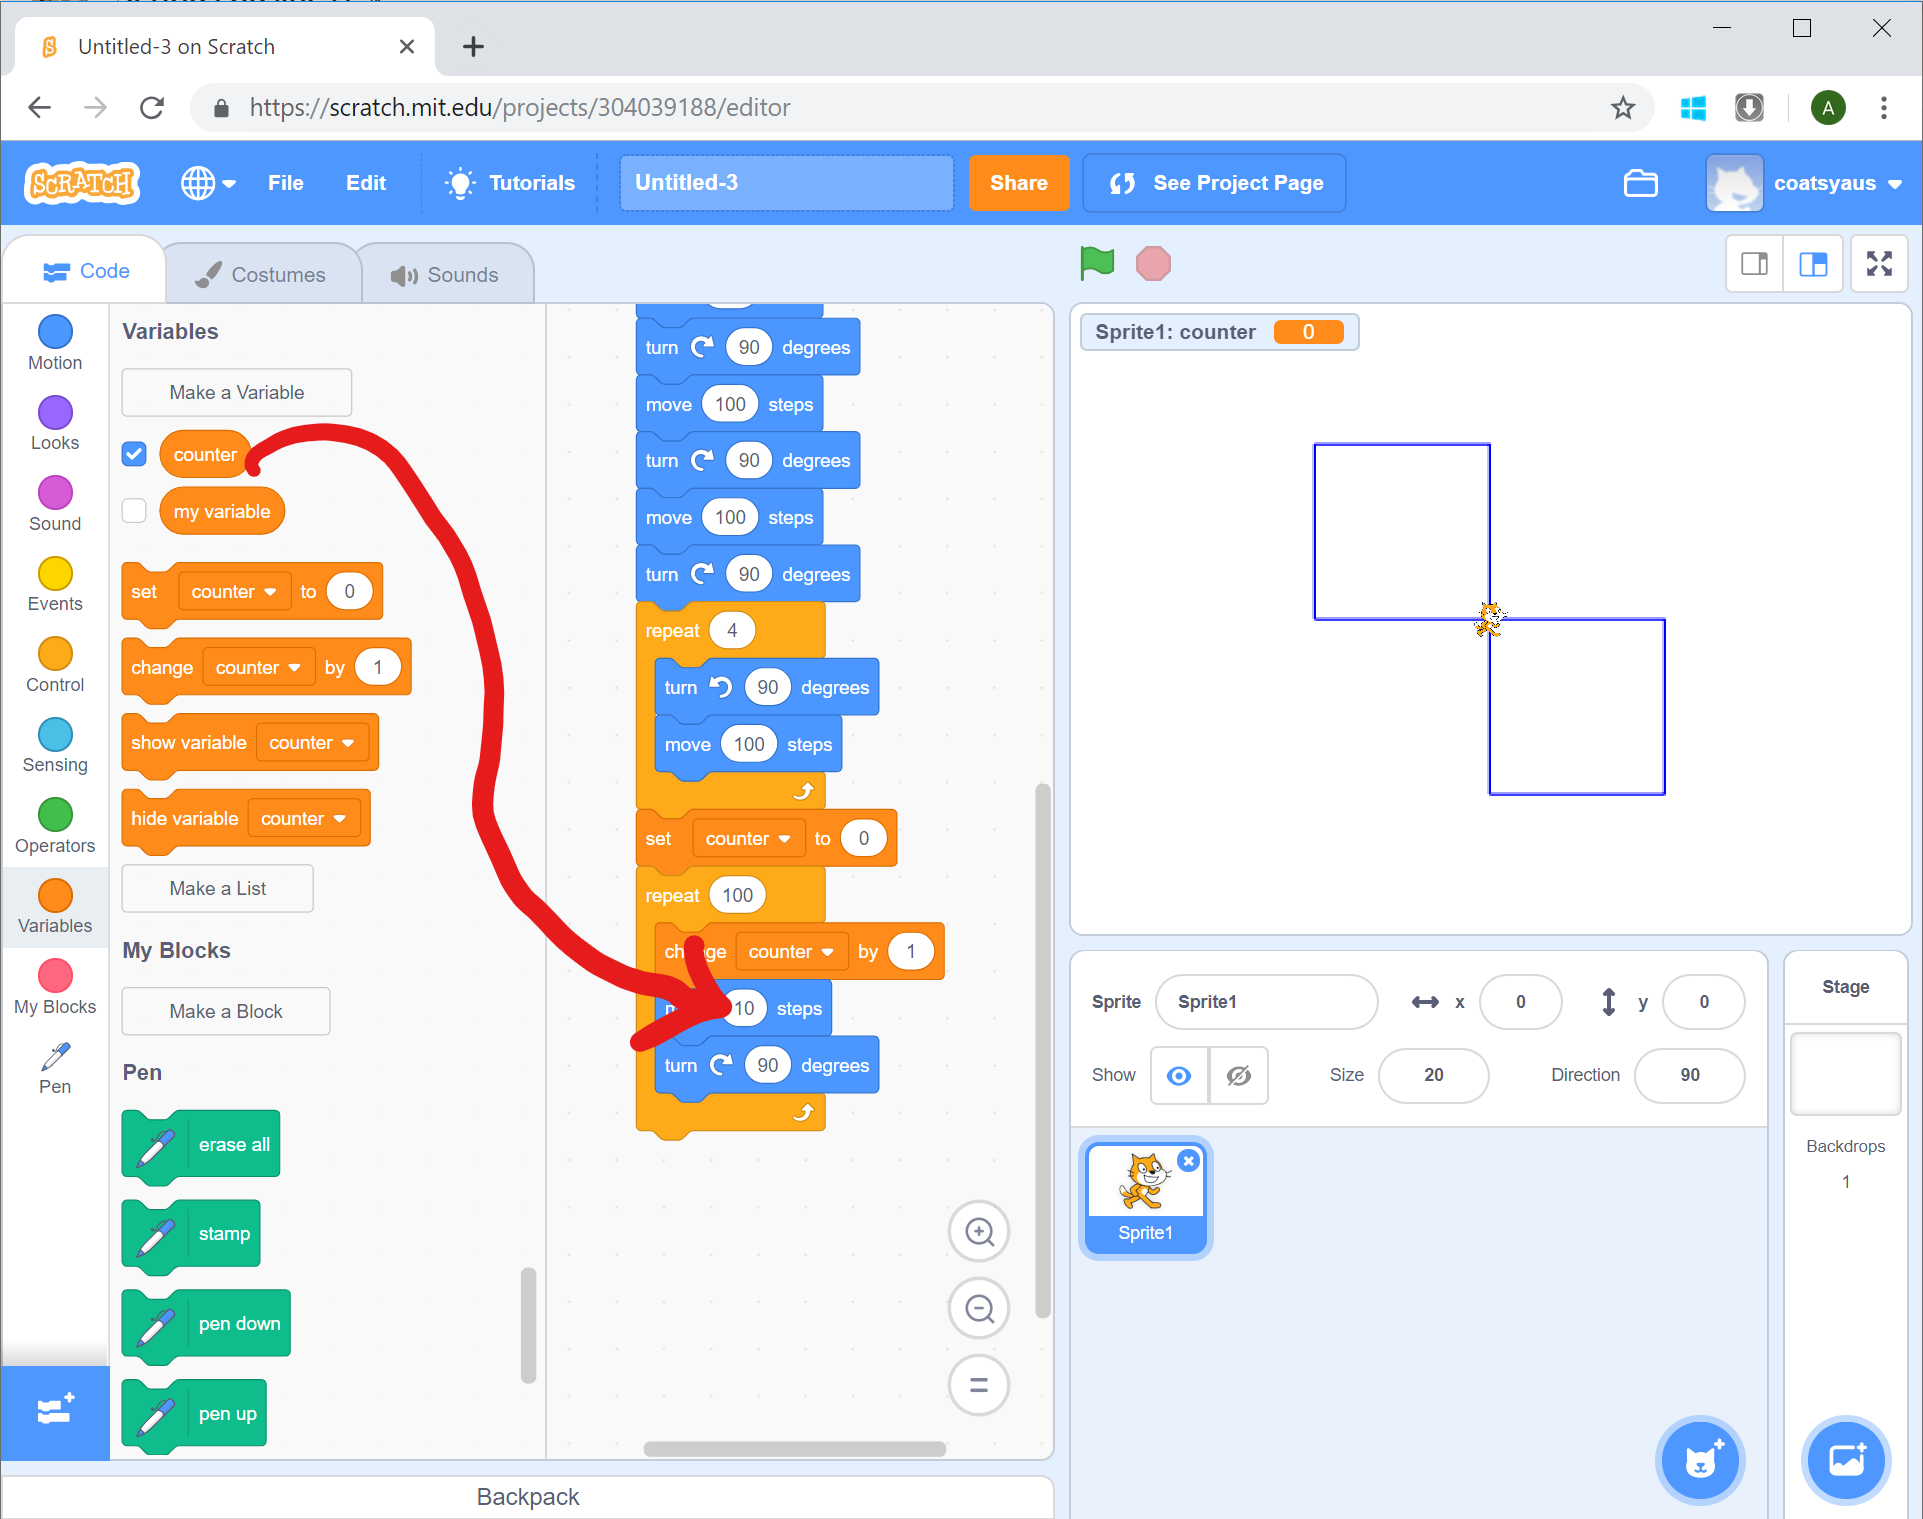 Untitled-3 on Scratch
https://scratch.mit.edu/projects/304039188/editor
A
SCRATCH
File
Edit
Tutorials
Untitled-3
Share
See Project Page
coatsyaus
Code
Costumes
Sounds
Motion
Looks
Sound
Events
Control
Sensing
Operators
Variables
My Blocks
Pen
Variables
Make a Variable
counter
my variable
set counter to 0
change counter by 1
show variable counter
hide variable counter
Make a List
My Blocks
Make a Block
Pen
erase all
stamp
pen down
pen up
turn 90 degrees
move 100 steps
turn 90 degrees
move 100 steps
turn 90 degrees
repeat 4
turn 90 degrees
move 100 steps
set counter to 0
repeat 100
change counter by 1
10 steps
turn 90 degrees
Backpack
Sprite1: counter 0
Sprite Sprite1 x 0 y 0
Show Size 20 Direction 90
Sprite1
Stage
Backdrops
1